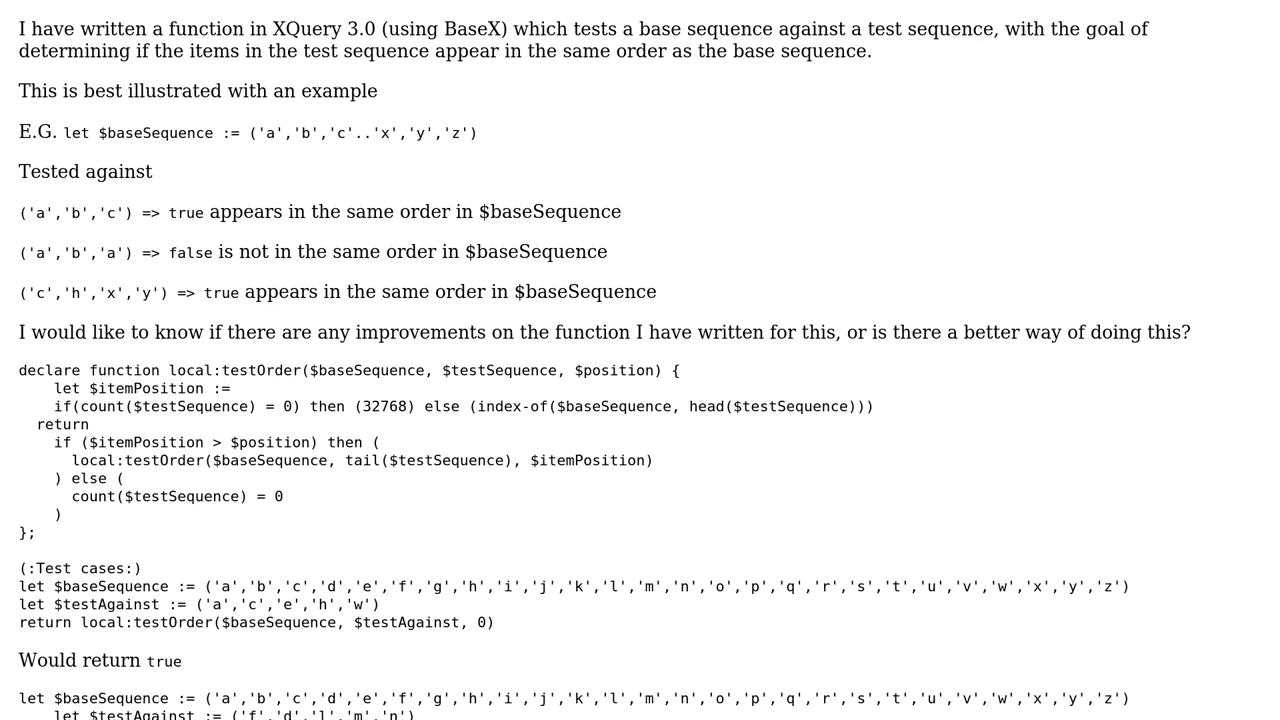 I have written a function in XQuery 3.0 (using BaseX) which tests a base sequence against a test sequence, with the goal of
determining if the items in the test sequence appear in the same order as the base sequence.
This is best illustrated with an example
E.G. let $baseSequence := ('a','b','c'..'x','y','z')
Tested against
('a','b','c') => true appears in the same order in $baseSequence
('a','b','a') => false is not in the same order in $baseSequence
('c','h','x','y') => true appears in the same order in $baseSequence
I would like to know if there are any improvements on the function I have written for this, or is there a better way of doing this?
declare function local:testOrder($baseSequence, $testSequence, $position) {
    let $itemPosition :=
    if(count($testSequence) = 0) then (32768) else (index-of($baseSequence, head($testSequence)))
  return
    if ($itemPosition > $position) then (
      local:testOrder($baseSequence, tail($testSequence), $itemPosition)
    ) else (
      count($testSequence) = 0
    )
};
(:Test cases:)
let $baseSequence := ('a','b','c','d','e','f','g','h','i','j','k','l','m','n','o','p','q','r','s','t','u','v','w','x','y','z')
let $testAgainst := ('a','c','e','h','w')
return local:testOrder($baseSequence, $testAgainst, 0)
Would return true
let $baseSequence := ('a','b','c','d','e','f','g','h','i','j','k','l','m','n','o','p','q','r','s','t','u','v','w','x','y','z')
    let $testAgainst := ('f','d','l','m','n')